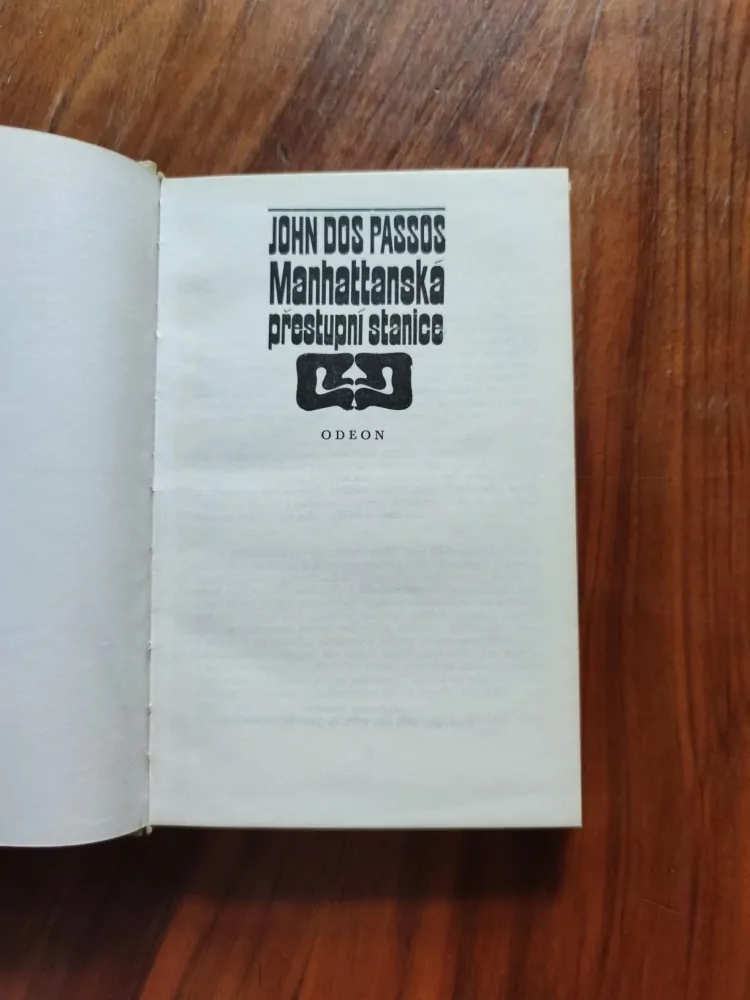 JOHN DOS PASSOS
Manhattanská
přestupní stanice
ODEON